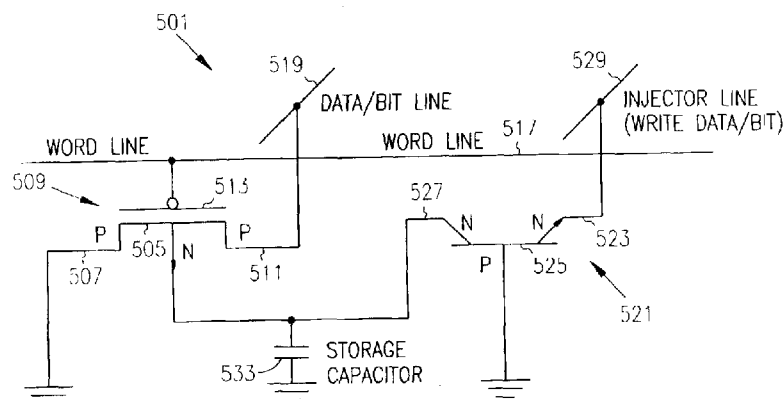 501
519
529
DATA/BIT LINE
INJECTOR LINE
(WRITE DATA/BIT)
WORD LINE
WORD LINE
517
509
513
527
P
505
P
N
N
N
523
507
511
P
525
521
533
STORAGE
CAPACITOR